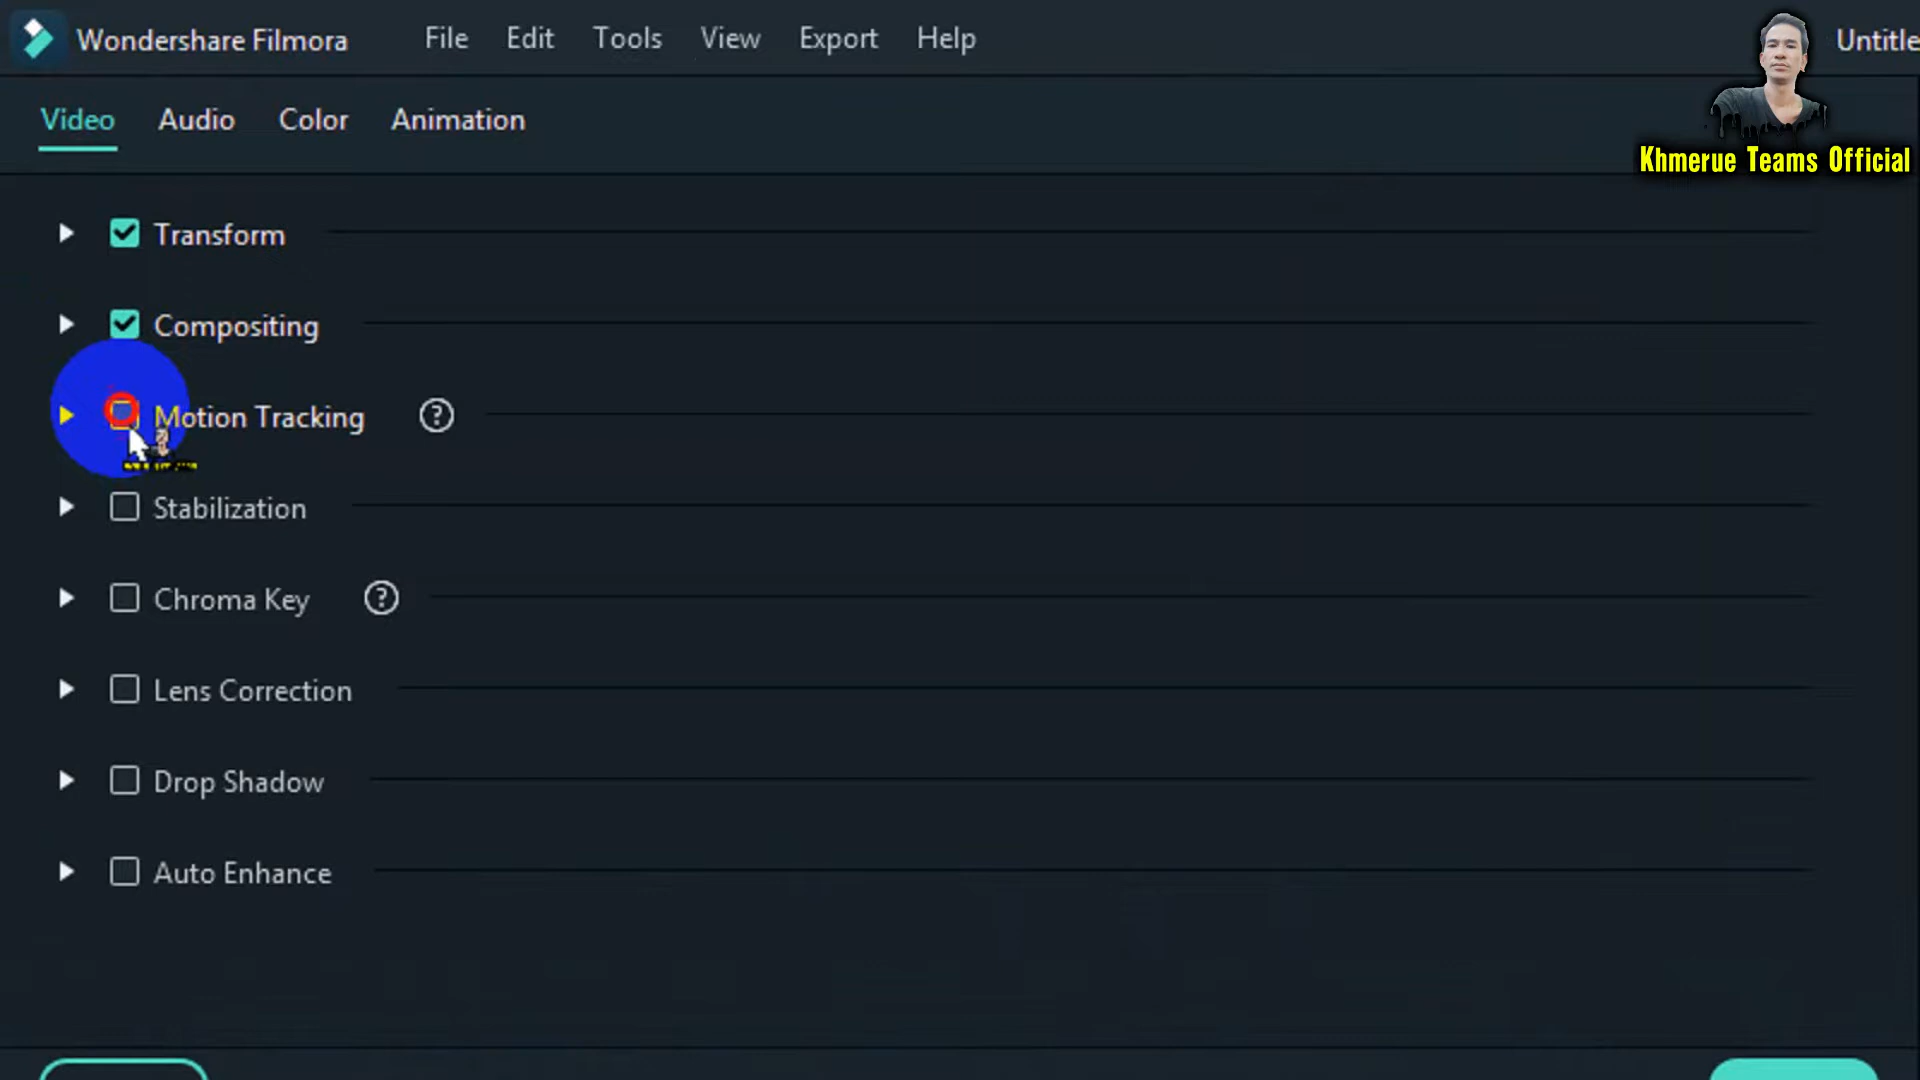 Wondershare Filmora File Edit Tools View Export Help Untitle
Khmerue Teams Official
Video Audio Color Animation
Transform
Compositing
Motion Tracking ?
Stabilization
Chroma Key ?
Lens Correction
Drop Shadow
Auto Enhance